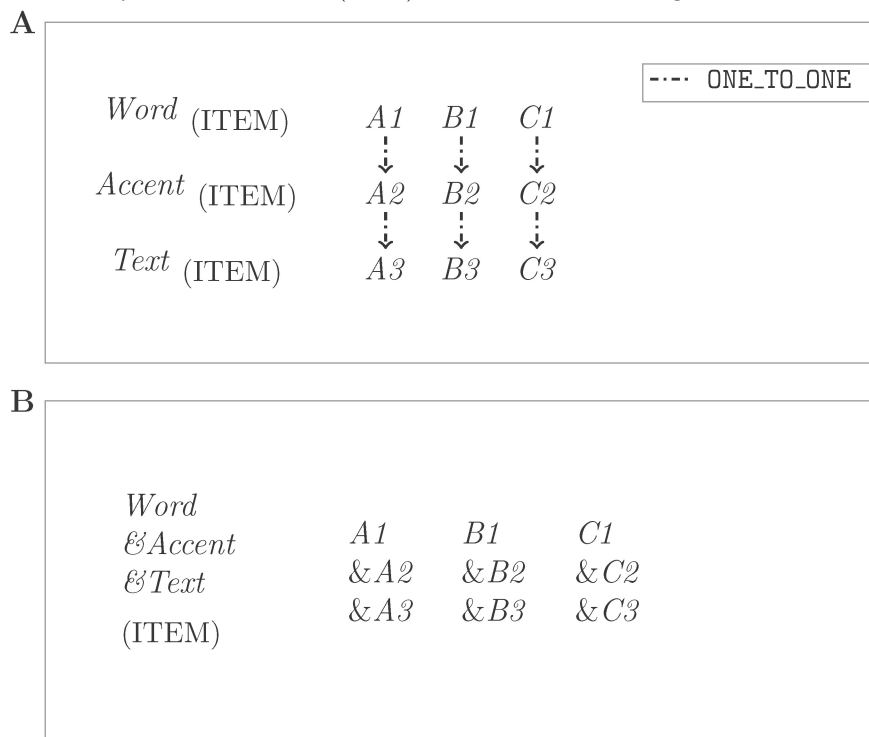 A
ONE_TO_ONE
Word (ITEM) A1 B1 C1
Accent (ITEM) A2 B2 C2
Text (ITEM) A3 B3 C3
B
Word
&Accent
&Text
(ITEM)
A1 B1 C1
&A2 &B2 &C2
&A3 &B3 &C3